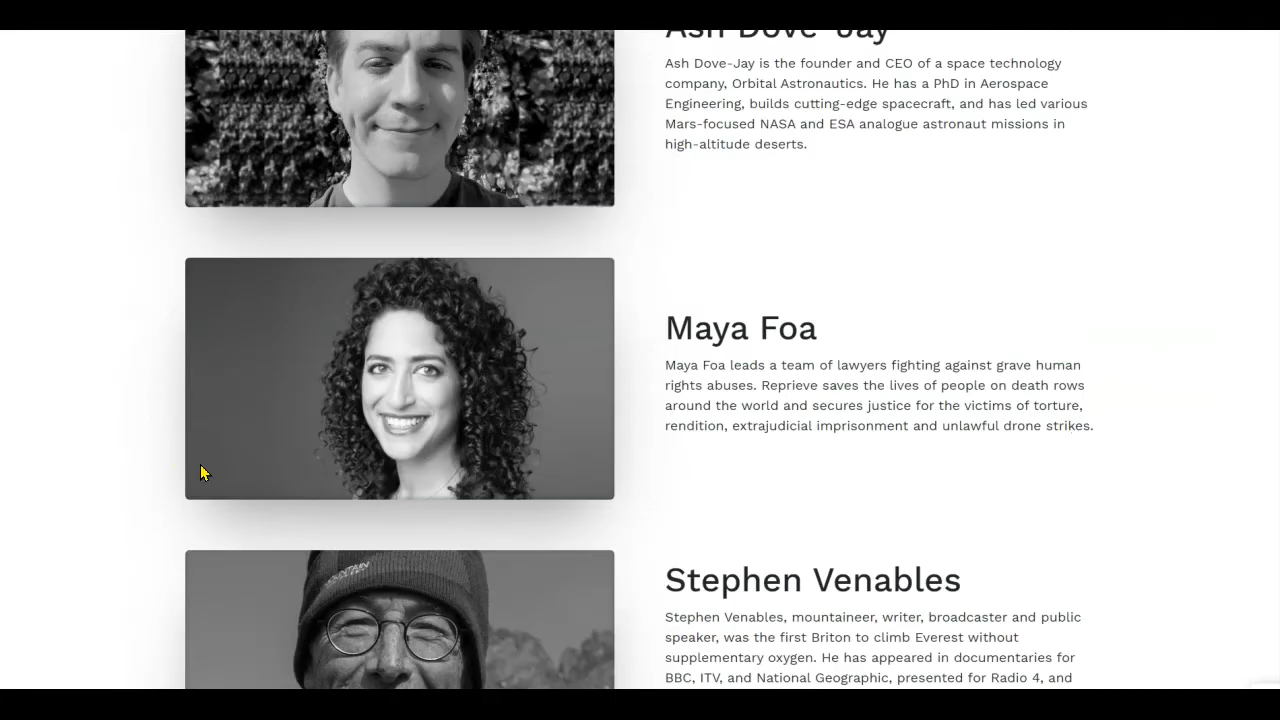 Ash Dove-Jay
Ash Dove-Jay is the founder and CEO of a space technology
company, Orbital Astronautics. He has a PhD in Aerospace
Engineering, builds cutting-edge spacecraft, and has led various
Mars-focused NASA and ESA analogue astronaut missions in
high-altitude deserts.
Maya Foa
Maya Foa leads a team of lawyers fighting against grave human
rights abuses. Reprieve saves the lives of people on death rows
around the world and secures justice for the victims of torture,
rendition, extrajudicial imprisonment and unlawful drone strikes.
MOUNTAIN
Stephen Venables
Stephen Venables, mountaineer, writer, broadcaster and public
speaker, was the first Briton to climb Everest without
supplementary oxygen. He has appeared in documentaries for
BBC, ITV, and National Geographic, presented for Radio 4, and